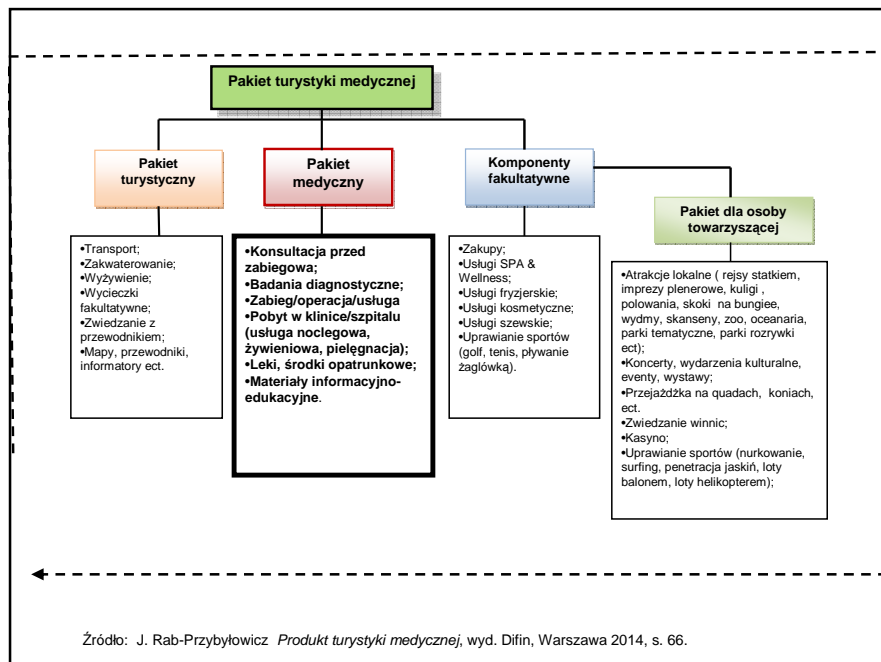 Pakiet turystyki medycznej
Pakiet
turystyczny
•Transport;
•Zakwaterowanie;
•Wyżywienie;
•Wycieczki
fakultatywne;
•Zwiedzanie z
przewodnikiem;
•Mapy, przewodniki,
informatory ect.
Pakiet
medyczny
•Konsultacja przed
zabiegowa;
•Badania diagnostyczne;
•Zabieg/operacja/usługa
•Pobyt w klinice/szpitalu
(usługa noclegowa,
żywieniowa, pielęgnacja);
•Leki, środki opatrunkowe;
•Materiały informacyjno-
edukacyjne.
Komponenty
fakultatywne
•Zakupy;
•Usługi SPA &
Wellness;
•Usługi fryzjerskie;
•Usługi kosmetyczne;
•Usługi szewskie;
•Uprawianie sportów
(golf, tenis, pływanie
żaglówką).
Pakiet dla osoby
towarzyszącej
•Atrakcje lokalne ( rejsy statkiem,
imprezy plenerowe, kuligi ,
polowania, skoki na bungiee,
wydmy, skanseny, zoo, oceanaria,
parki tematyczne, parki rozrywki
ect);
•Koncerty, wydarzenia kulturalne,
eventy, wystawy;
•Przejażdżka na quadach, koniach,
ect.
•Zwiedzanie winnic;
•Kasyno;
•Uprawianie sportów (nurkowanie,
surfing, penetracja jaskiń, loty
balonem, loty helikopterem);
Źródło: J. Rab-Przybyłowicz Produkt turystyki medycznej, wyd. Difin, Warszawa 2014, s. 66.